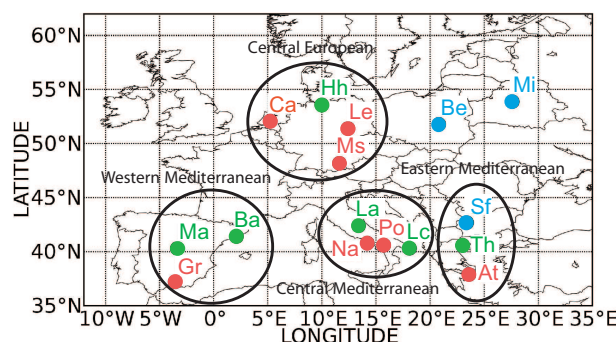 60°N
Central European
55°N
Hh
Mi
Ca
Le
Be
50°N
Ms
Western Mediterranean
Eastern Mediterranean
45°N
La
Sf
Ma
Ba
Po
Lc
Th
40°N
Na
Gr
At
Central Mediterranean
35°N
10°W
5°W
0°
5°E
10°E
15°E
20°E
25°E
30°E
35°E
LATITUDE
LONGITUDE